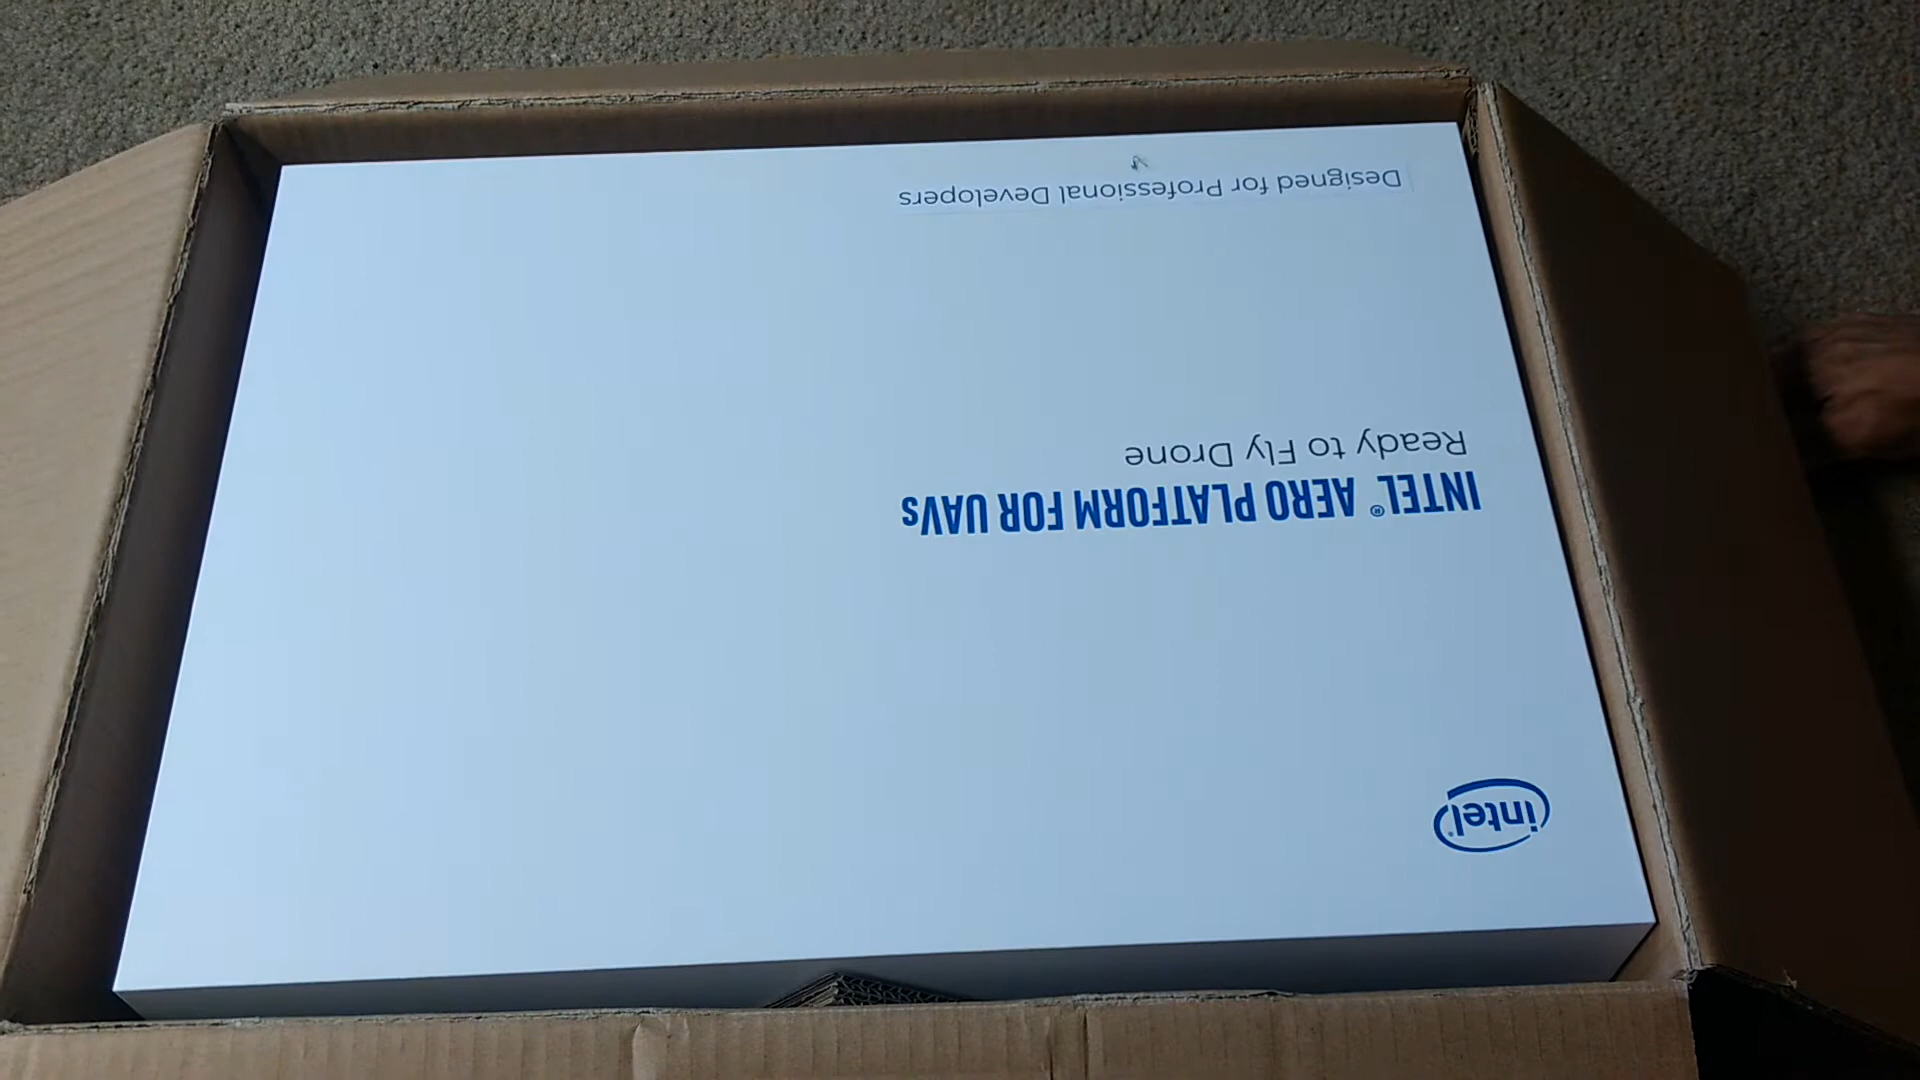 intel®
INTEL® AERO PLATFORM FOR UAVs
Ready to Fly Drone
Designed for Professional Developers